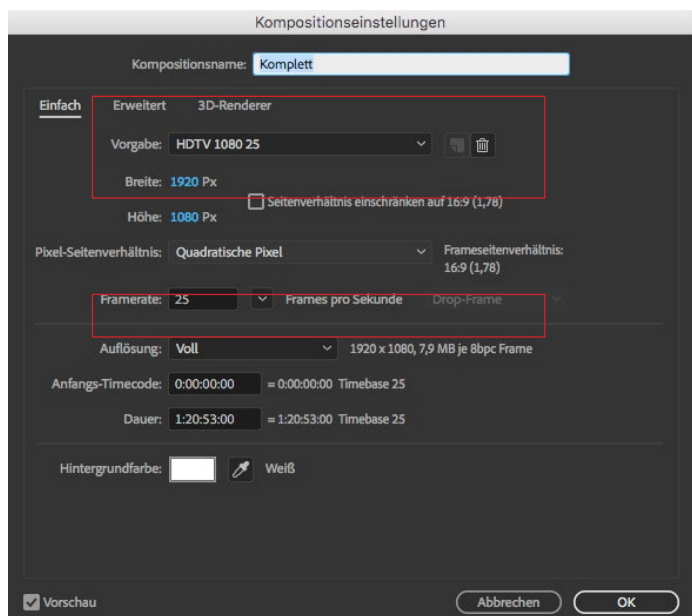 Kompositionseinstellungen
Kompositionsname: Komplett
Einfach Erweitert 3D-Renderer
Vorgabe: HDTV 1080 25
Breite: 1920 Px
Seitenverhältnis einschränken auf 16:9 (1,78)
Höhe: 1080 Px
Pixel-Seitenverhältnis: Quadratische Pixel Frameseitenverhältnis:
16:9 (1,78)
Framerate: 25 Frames pro Sekunde Drop-Frame
Auflösung: Voll 1920 x 1080, 7,9 MB je 8bpc Frame
Anfangs-Timecode: 0:00:00:00 = 0:00:00:00 Timebase 25
Dauer: 1:20:53:00 = 1:20:53:00 Timebase 25
Hintergrundfarbe: Weiß
Vorschau Abbrechen OK